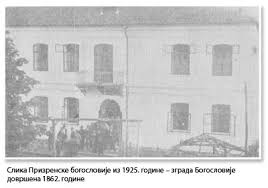 Слика Призренске богословије из 1925. године – зграда Богословије
довршена 1862. године